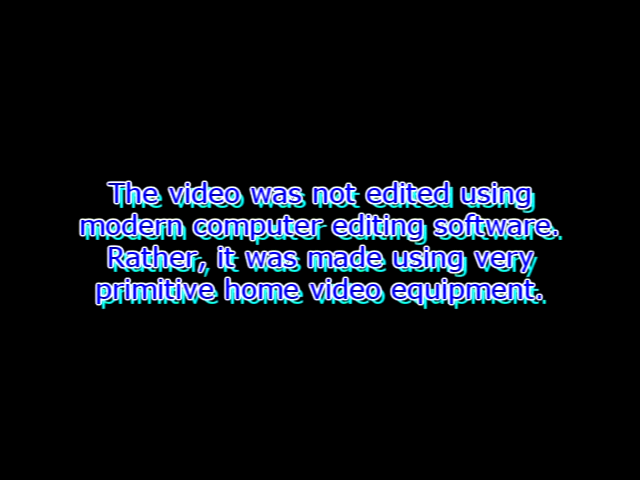 The video was not edited using
modern computer editing software.
Rather, it was made using very
primitive home video equipment.